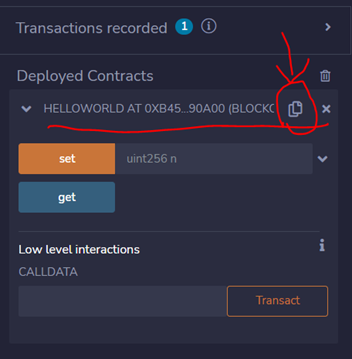 Transactions recorded 1 i
Deployed Contracts
HELLOWORLD AT 0XB45...90A00 (BLOCKC
set uint256 n
get
Low level interactions
i
CALLDATA
Transact